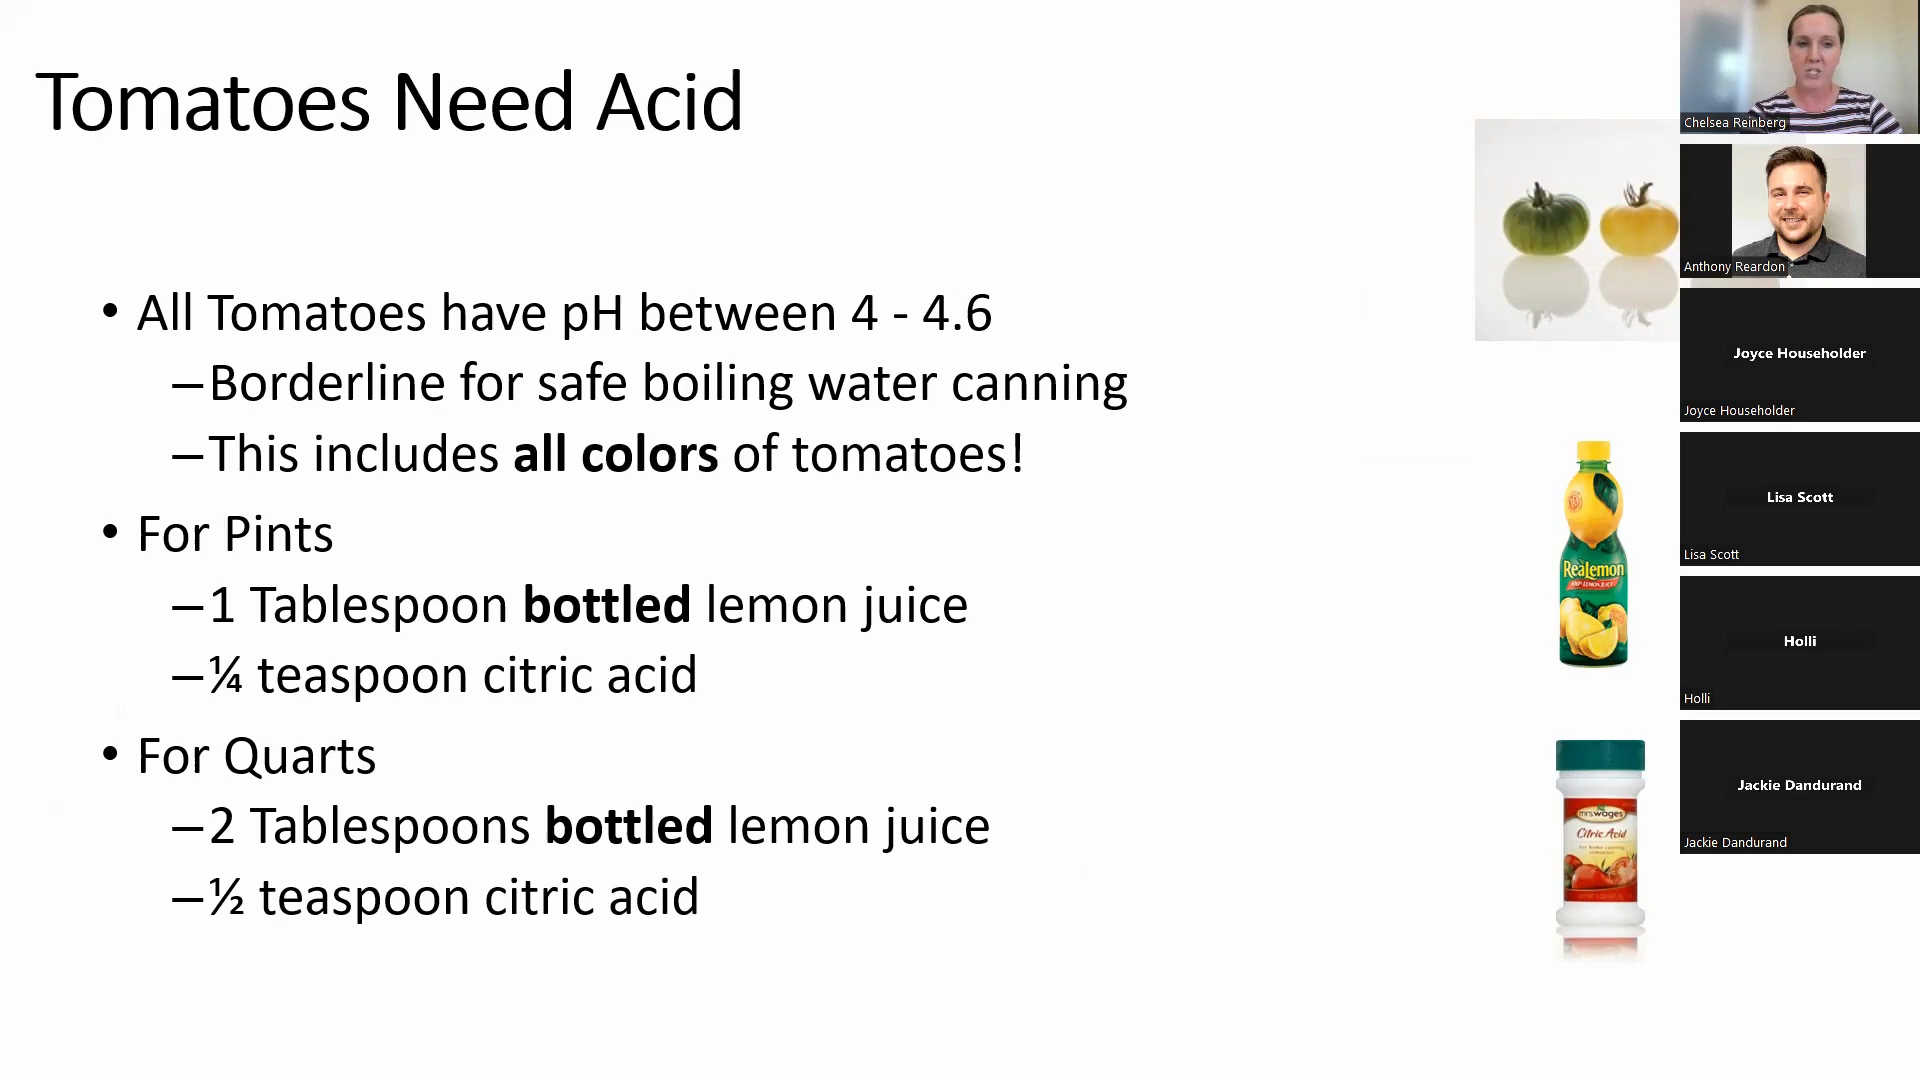 Tomatoes Need Acid
• All Tomatoes have pH between 4 - 4.6
–Borderline for safe boiling water canning
–This includes all colors of tomatoes!
• For Pints
–1 Tablespoon bottled lemon juice
–¼ teaspoon citric acid
• For Quarts
–2 Tablespoons bottled lemon juice
–½ teaspoon citric acid
ReaLemon
100% LEMON JUICE
mrs.wages
Citric Acid
Chelsea Reinberg
Anthony Reardon
Joyce Householder
Joyce Householder
Lisa Scott
Lisa Scott
Holli
Holli
Jackie Dandurand
Jackie Dandurand